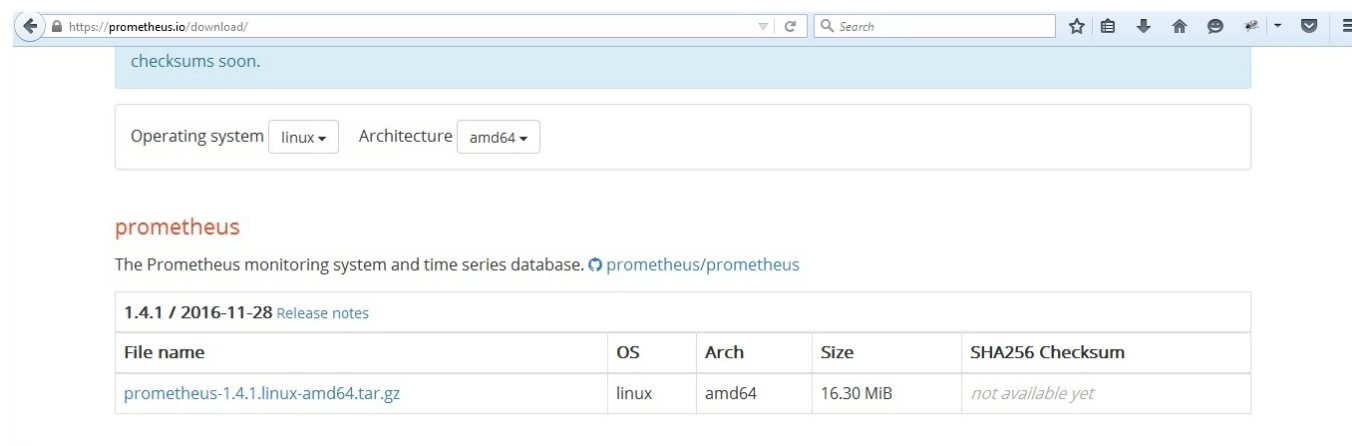 https://prometheus.io/download/ Search
checksums soon.
Operating system linux Architecture amd64
prometheus
The Prometheus monitoring system and time series database. prometheus/prometheus
1.4.1 / 2016-11-28 Release notes
File name OS Arch Size SHA256 Checksum
prometheus-1.4.1.linux-amd64.tar.gz linux amd64 16.30 MiB not available yet